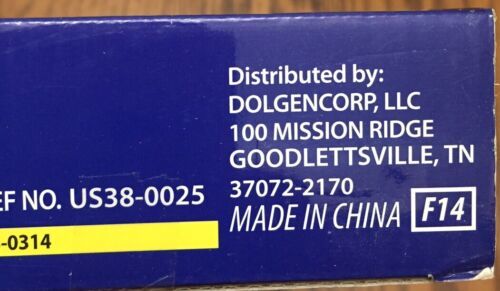 Distributed by:
DOLGENCORP, LLC
100 MISSION RIDGE
GOODLETTSVILLE, TN
37072-2170
MADE IN CHINA F14
EF NO. US38-0025
-0314